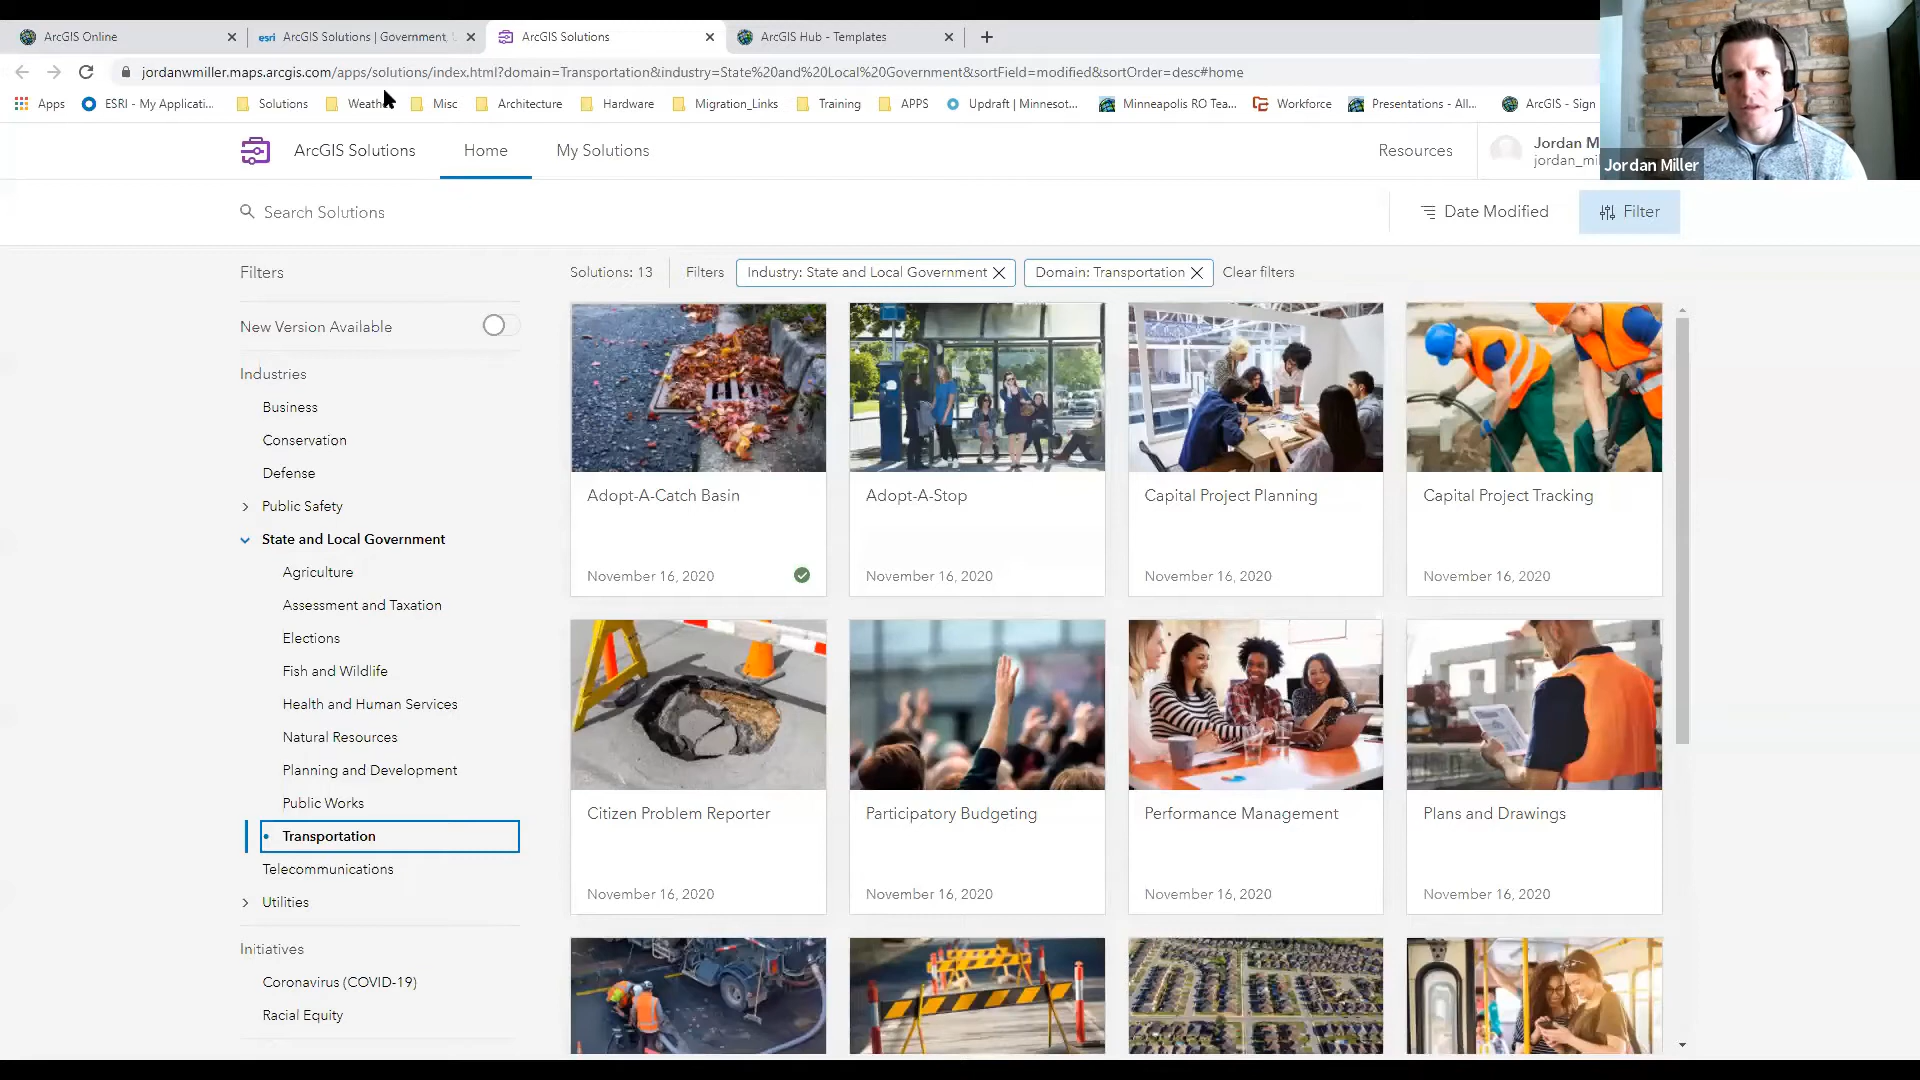 ArcGIS Online
esri ArcGIS Solutions | Government,
ArcGIS Solutions
ArcGIS Hub - Templates
jordanwmiller.maps.arcgis.com/apps/solutions/index.html?domain=Transportation&industry=State%20and%20Local%20Government&sortField=modified&sortOrder=desc#home
Apps
ESRI - My Applicati...
Solutions
Weathe
Misc
Architecture
Hardware
Migration_Links
Training
APPS
Updraft | Minnesot...
Minneapolis RO Tea...
Workforce
Presentations - All...
ArcGIS - Sign
ArcGIS Solutions
Home
My Solutions
Resources
Jordan M
jordan_mi
Jordan Miller
Search Solutions
Date Modified
Filter
Filters
New Version Available
Industries
Business
Conservation
Defense
Public Safety
State and Local Government
Agriculture
Assessment and Taxation
Elections
Fish and Wildlife
Health and Human Services
Natural Resources
Planning and Development
Public Works
Transportation
Telecommunications
Utilities
Initiatives
Coronavirus (COVID-19)
Racial Equity
Solutions: 13
Filters
Industry: State and Local Government
Domain: Transportation
Clear filters
Adopt-A-Catch Basin
November 16, 2020
Adopt-A-Stop
November 16, 2020
Capital Project Planning
November 16, 2020
Capital Project Tracking
November 16, 2020
Citizen Problem Reporter
November 16, 2020
Participatory Budgeting
November 16, 2020
Performance Management
November 16, 2020
Plans and Drawings
November 16, 2020